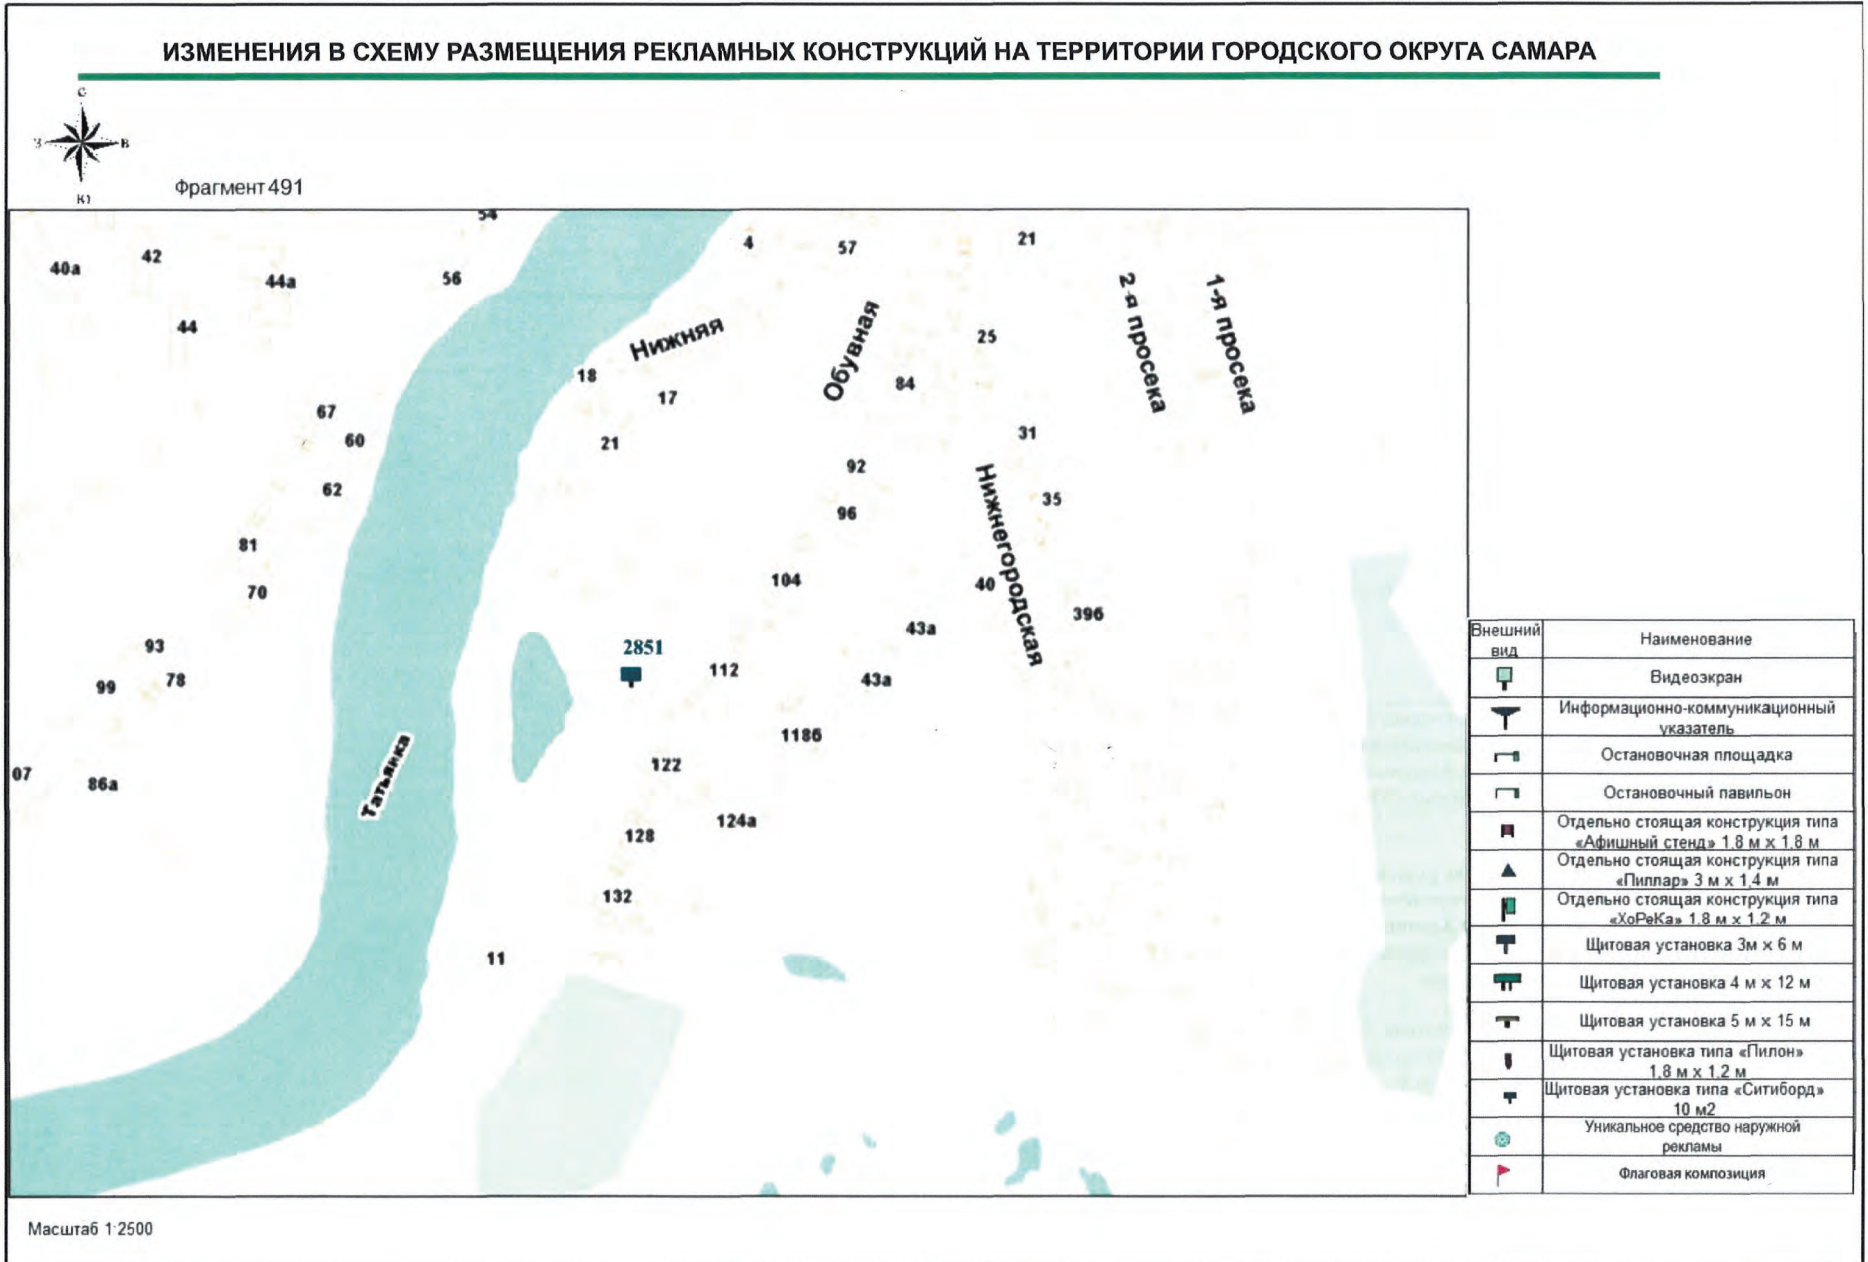 ИЗМЕНЕНИЯ В СХЕМУ РАЗМЕЩЕНИЯ РЕКЛАМНЫХ КОНСТРУКЦИЙ НА ТЕРРИТОРИИ ГОРОДСКОГО ОКРУГА САМАРА
С
З
В
Ю
Фрагмент 491
54
4
57
21
42
40а
44а
56
44
2-я просека
1-я просека
Нижняя
Обувная
25
18
84
17
67
31
60
21
92
62
35
96
Нижнегородская
81
104
40
70
39б
43а
93
2851
112
78
99
43а
118б
Татьянка
122
07
86а
124а
128
132
11
Внешний вид
Наименование
Видеоэкран
Информационно-коммуникационный
указатель
Остановочная площадка
Остановочный павильон
Отдельно стоящая конструкция типа
«Афишный стенд» 1.8 м х 1.8 м
Отдельно стоящая конструкция типа
«Пиллар» 3 м х 1,4 м
Отдельно стоящая конструкция типа
«ХоРеКа» 1.8 м х 1.2 м
Щитовая установка 3м х 6 м
Щитовая установка 4 м х 12 м
Щитовая установка 5 м х 15 м
Щитовая установка типа «Пилон»
1.8 м х 1.2 м
Щитовая установка типа «Ситиборд»
10 м2
Уникальное средство наружной
рекламы
Флаговая композиция
Масштаб 1:2500